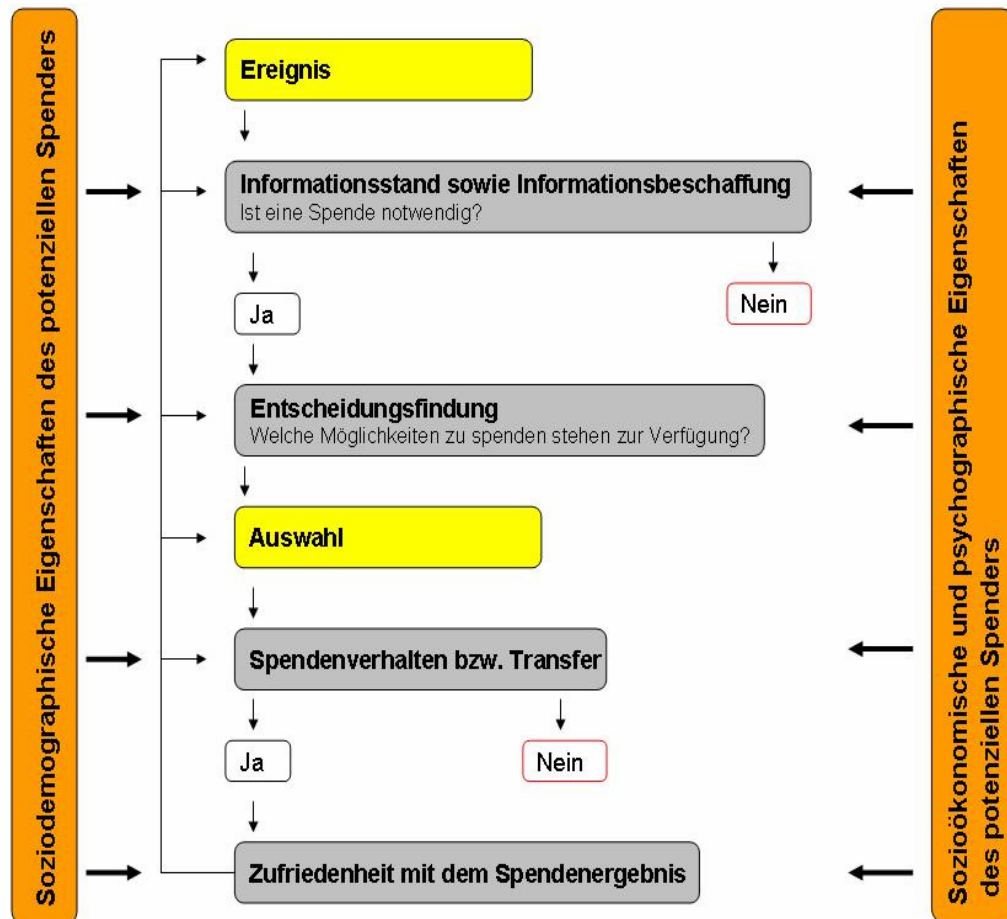 Soziodemographische Eigenschaften des potenziellen Spenders
Ereignis
Informationsstand sowie Informationsbeschaffung
Ist eine Spende notwendig?
Ja
Nein
Entscheidungsfindung
Welche Möglichkeiten zu spenden stehen zur Verfügung?
Auswahl
Spendenverhalten bzw. Transfer
Ja
Nein
Zufriedenheit mit dem Spendenergebnis
Sozioökonomische und psychographische Eigenschaften
des potenziellen Spenders